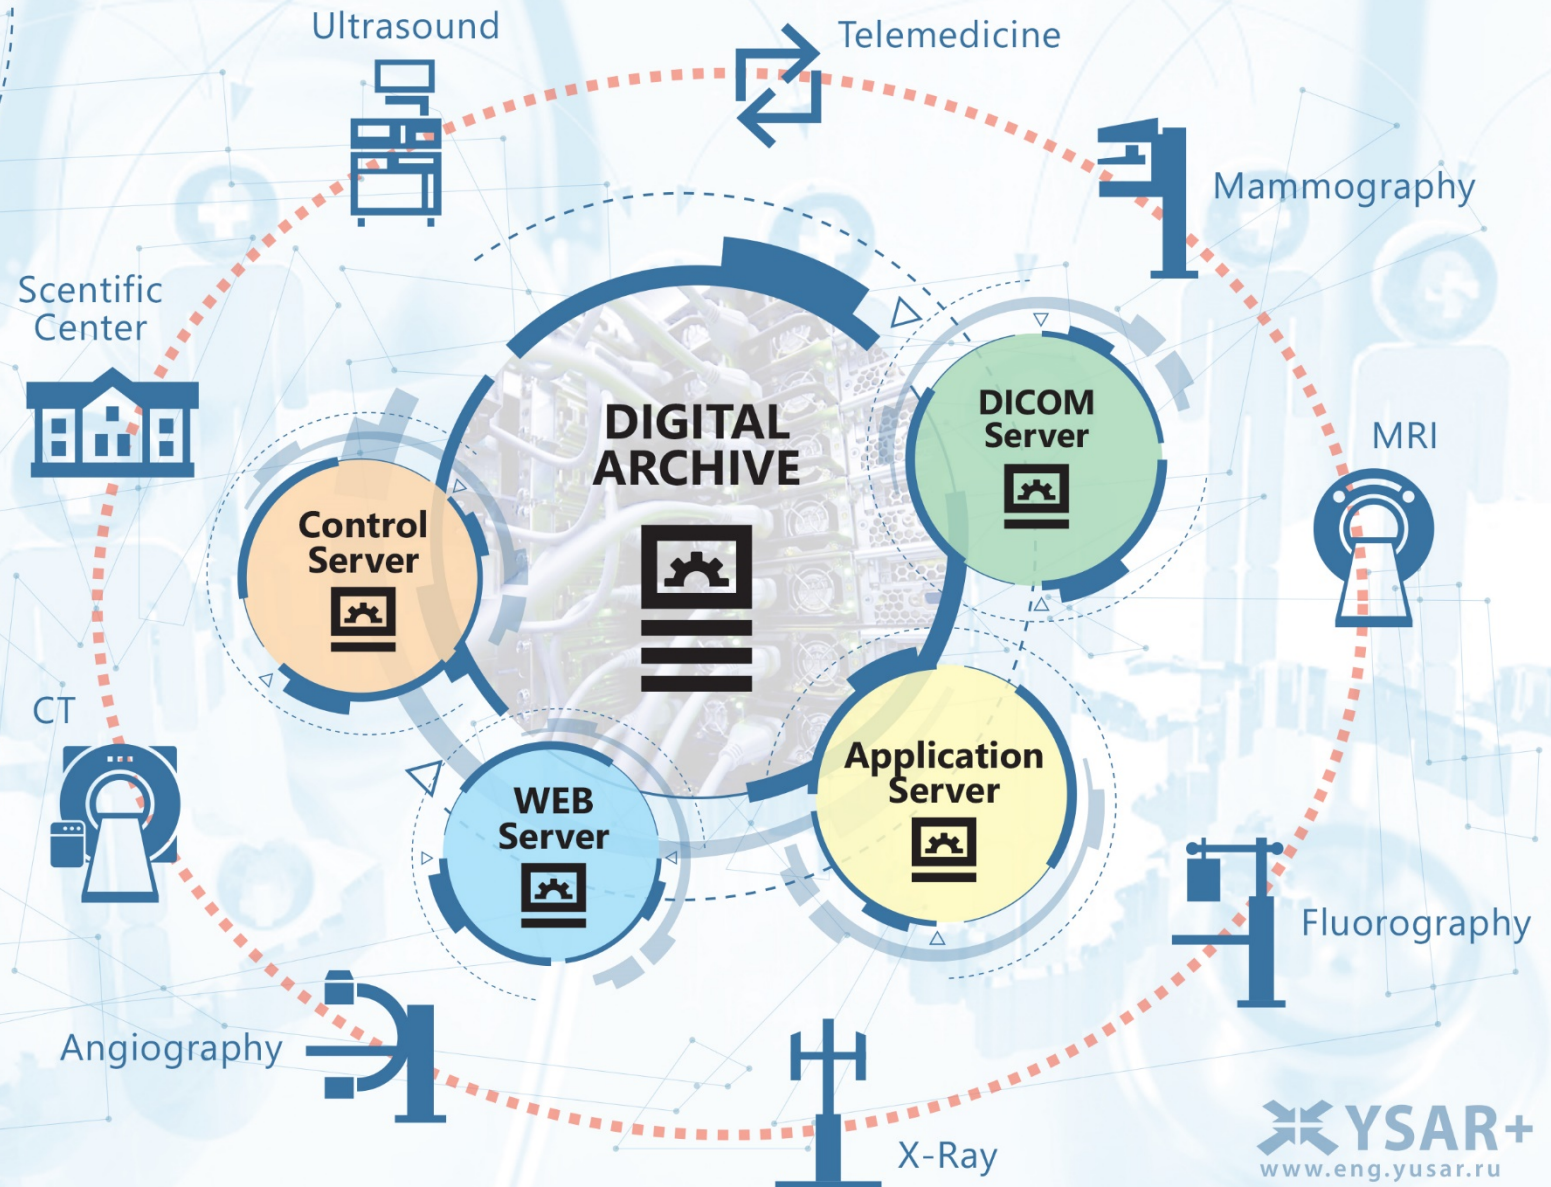 Ultrasound
Telemedicine
Mammography
Scentific
Center
DIGITAL
ARCHIVE
DICOM
Server
MRI
Control
Server
CT
Application
Server
WEB
Server
Fluorography
Angiography
X-Ray
YSAR+
www.eng.yusar.ru